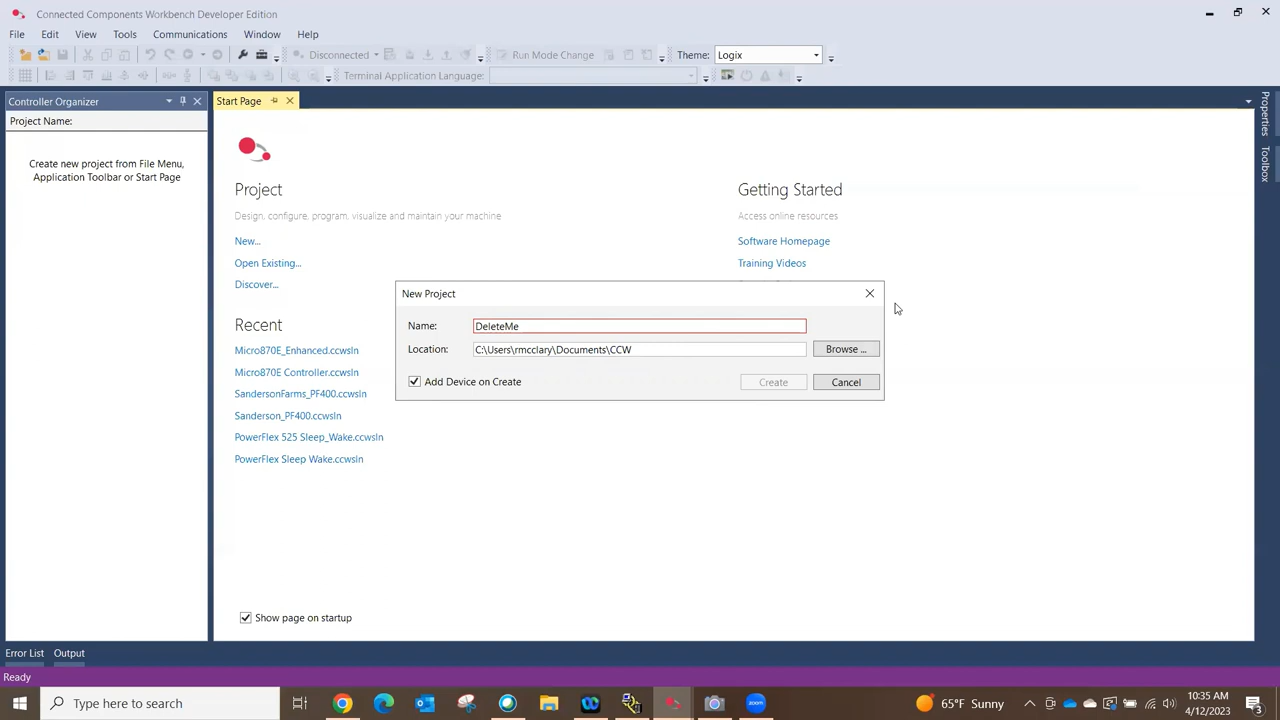 Connected Components Workbench Developer Edition
File Edit View Tools Communications Window Help
Disconnected Run Mode Change Theme: Logix
Terminal Application Language:
Controller Organizer
Project Name:
Create new project from File Menu,
Application Toolbar or Start Page
Start Page
Project
Design, configure, program, visualize and maintain your machine
New...
Open Existing...
Discover...
Getting Started
Access online resources
Software Homepage
Training Videos
New Project
Name: DeleteMe
Location: C:\Users\rmcclary\Documents\CCW Browse ...
Add Device on Create Create Cancel
Recent
Micro870E_Enhanced.ccwsln
Micro870E Controller.ccwsln
SandersonFarms_PF400.ccwsln
Sanderson_PF400.ccwsln
PowerFlex 525 Sleep_Wake.ccwsln
PowerFlex Sleep Wake.ccwsln
Show page on startup
Properties
Toolbox
Error List Output
Ready
Type here to search
zoom
65°F Sunny
10:35 AM
4/12/2023
3